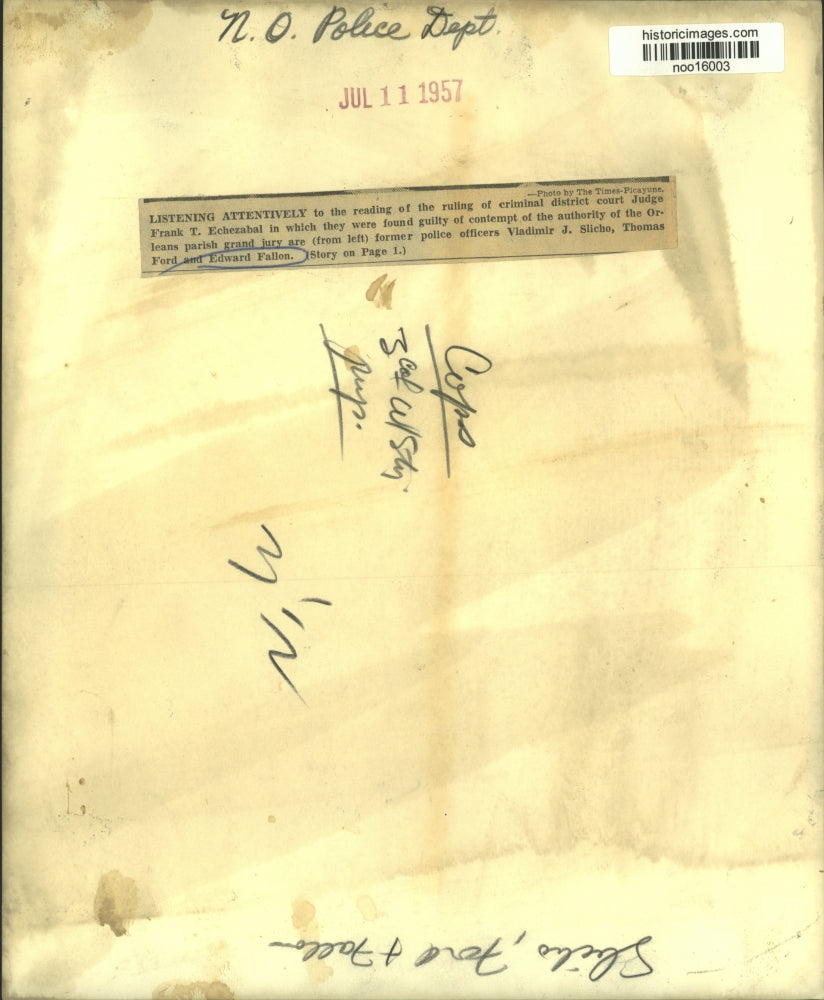 N. O. Police Dept.
historicimages.com
noo16003
JUL 11 1957
—Photo by The Times-Picayune.
LISTENING ATTENTIVELY to the reading of the ruling of criminal district court Judge
Frank T. Echezabal in which they were found guilty of contempt of the authority of the Or-
leans parish grand jury are (from left) former police officers Vladimir J. Slicho, Thomas
Ford and Edward Fallon. (Story on Page 1.)
Cops
3 col W/ Sty.
Slicho, Ford & Fallon